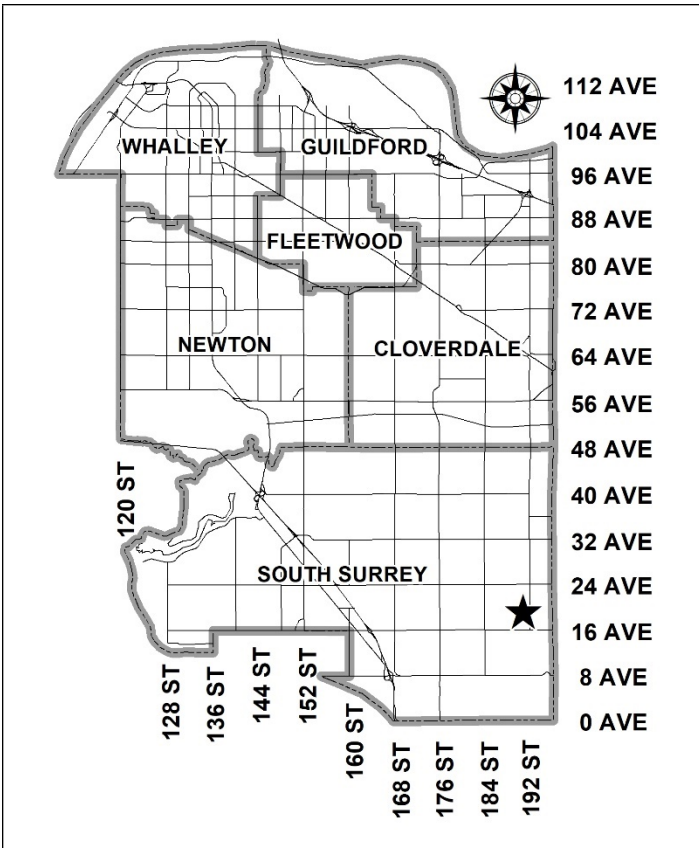 112 AVE
104 AVE
WHALLEY
GUILDFORD
96 AVE
88 AVE
FLEETWOOD
80 AVE
72 AVE
NEWTON
CLOVERDALE
64 AVE
56 AVE
48 AVE
120 ST
40 AVE
32 AVE
SOUTH SURREY
24 AVE
16 AVE
8 AVE
128 ST
136 ST
144 ST
152 ST
160 ST
0 AVE
168 ST
176 ST
184 ST
192 ST